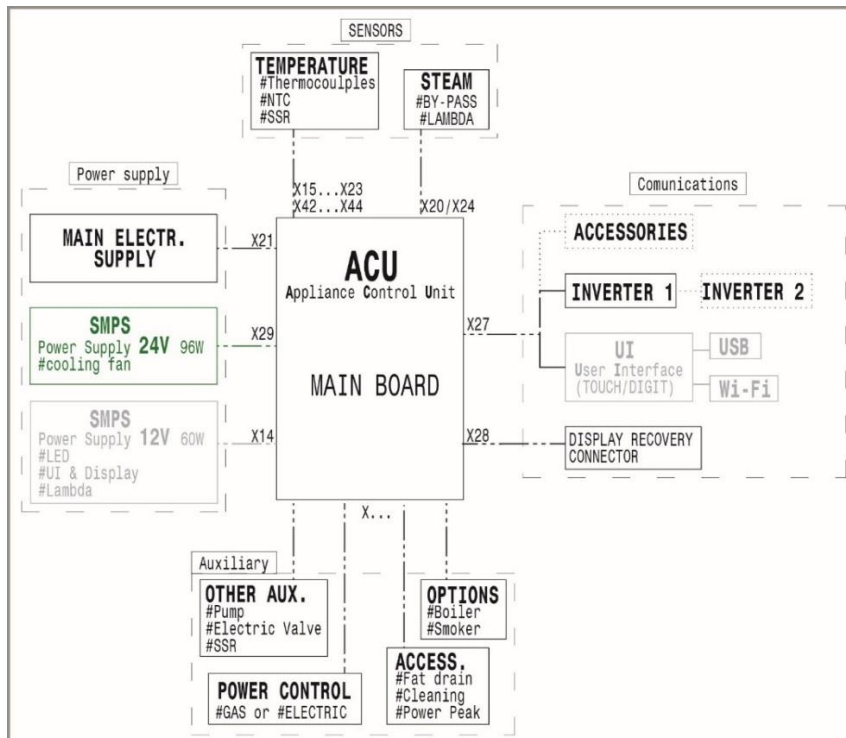 SENSORS
TEMPERATURE
#Thermocoulples
#NTC
#SSR
STEAM
#BY-PASS
#LAMBDA
X15...X23
X42...X44
X20/X24
Power supply
MAIN ELECTR.
SUPPLY
X21
SMPS
Power Supply 24V 96W
#cooling fan
X29
SMPS
Power Supply 12V 60W
#LED
#UI & Display
#Lambda
X14
ACU
Appliance Control Unit
MAIN BOARD
X27
X28
X...
Comunications
ACCESSORIES
INVERTER 1
INVERTER 2
UI
User Interface
(TOUCH/DIGIT)
USB
Wi-Fi
DISPLAY RECOVERY
CONNECTOR
Auxiliary
OTHER AUX.
#Pump
#Electric Valve
#SSR
POWER CONTROL
#GAS or #ELECTRIC
OPTIONS
#Boiler
#Smoker
ACCESS.
#Fat drain
#Cleaning
#Power Peak